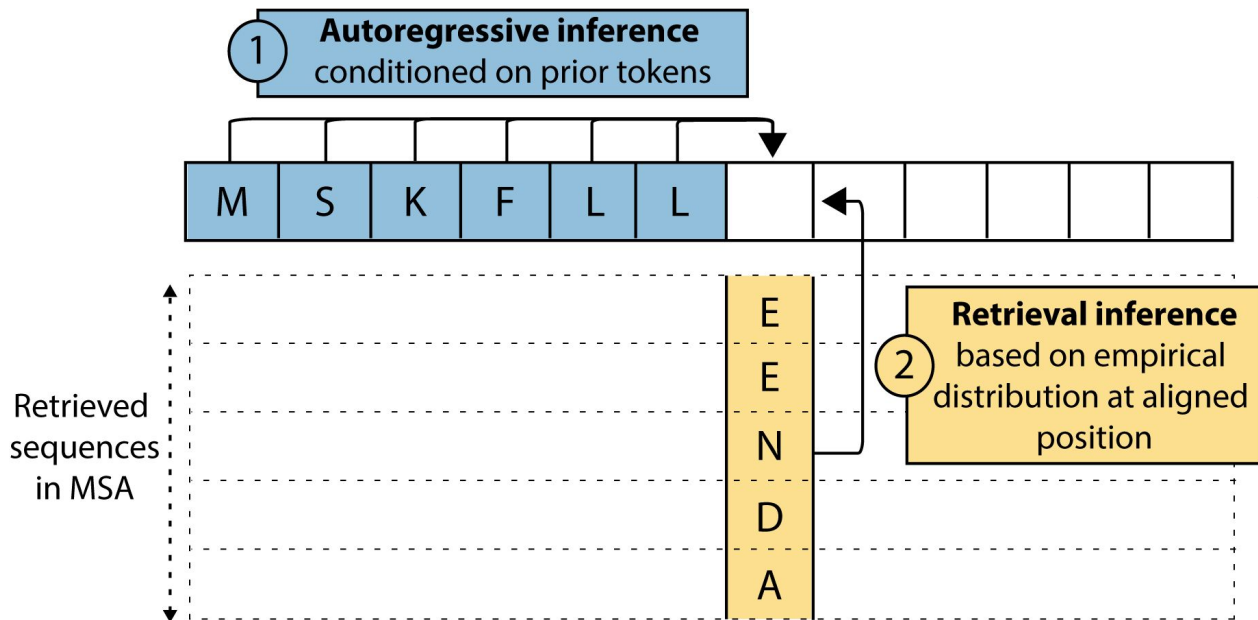 1
Autoregressive inference
conditioned on prior tokens
M S K F L L
Retrieved
sequences
in MSA
E
E
N
D
A
2
Retrieval inference
based on empirical
distribution at aligned
position